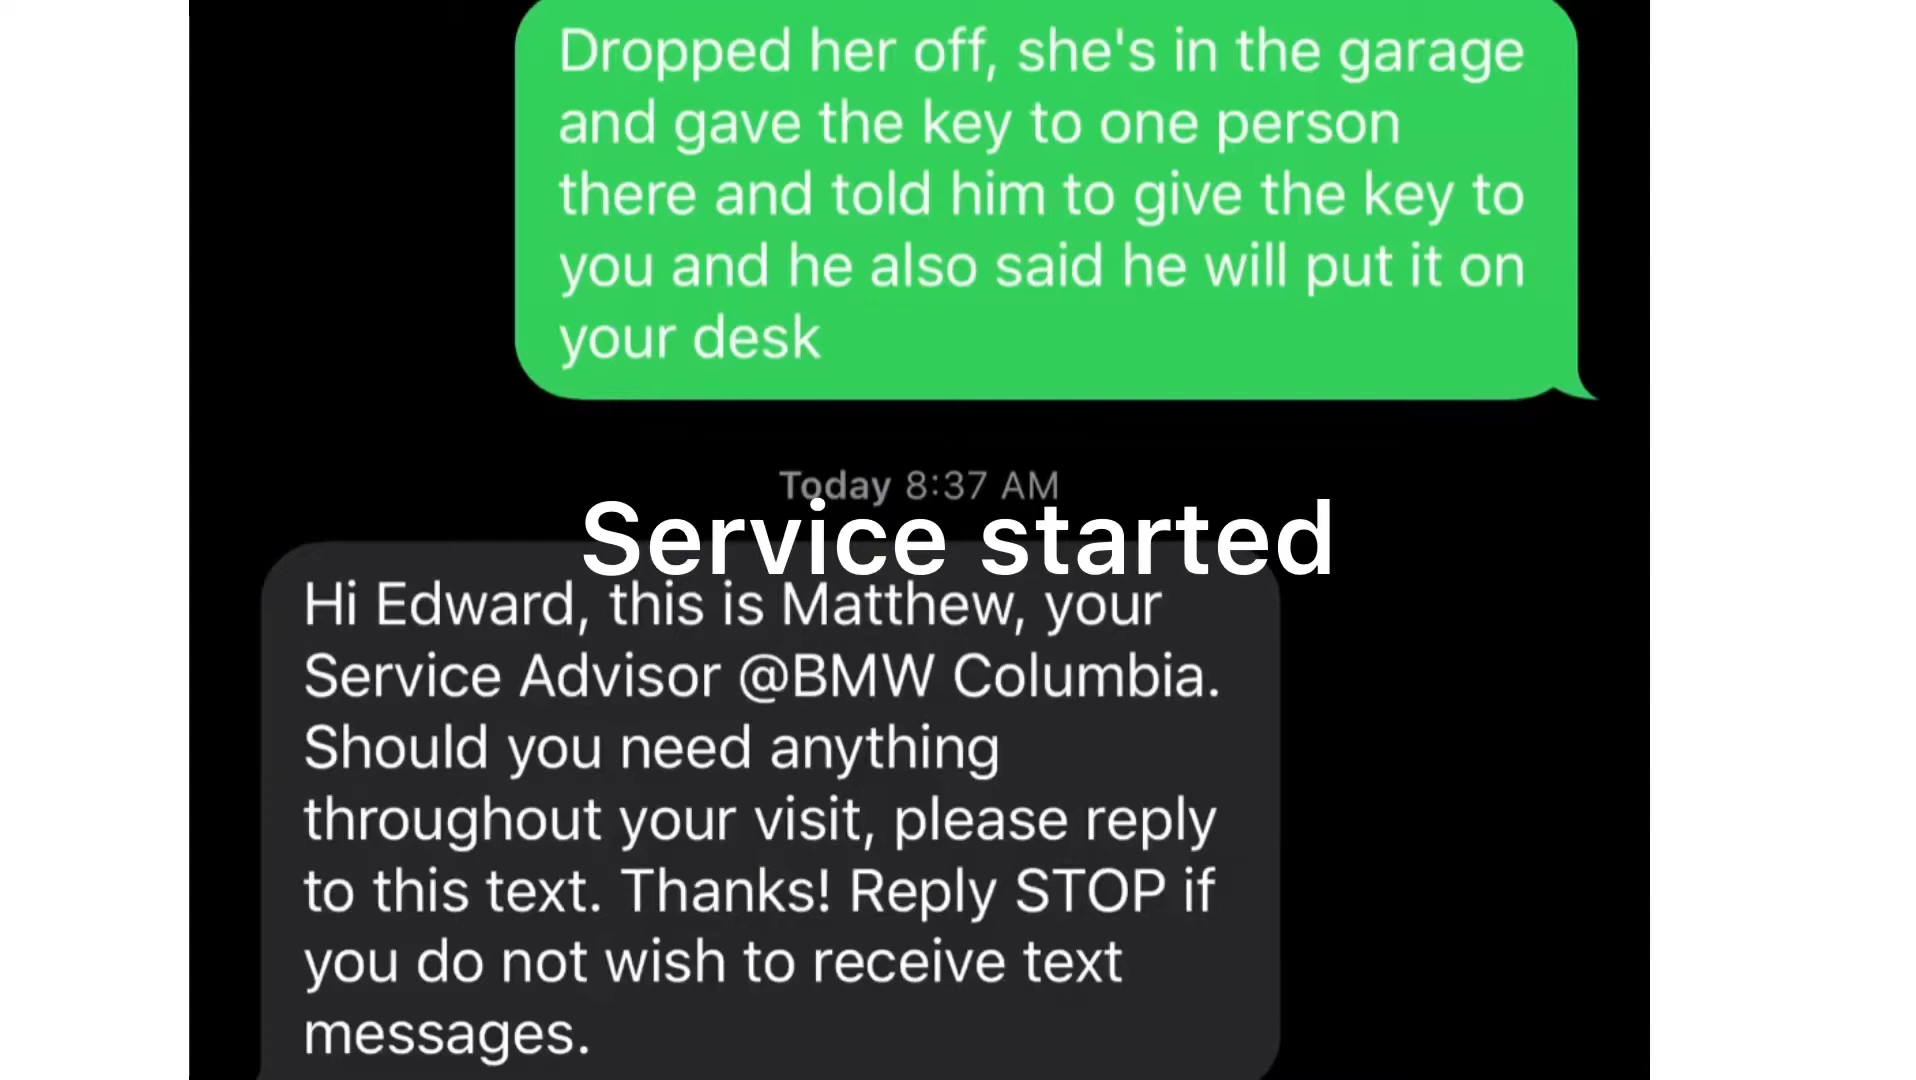 Dropped her off, she's in the garage
and gave the key to one person
there and told him to give the key to
you and he also said he will put it on
your desk
Today 8:37 AM
Service started
Hi Edward, this is Matthew, your
Service Advisor @BMW Columbia.
Should you need anything
throughout your visit, please reply
to this text. Thanks! Reply STOP if
you do not wish to receive text
messages.